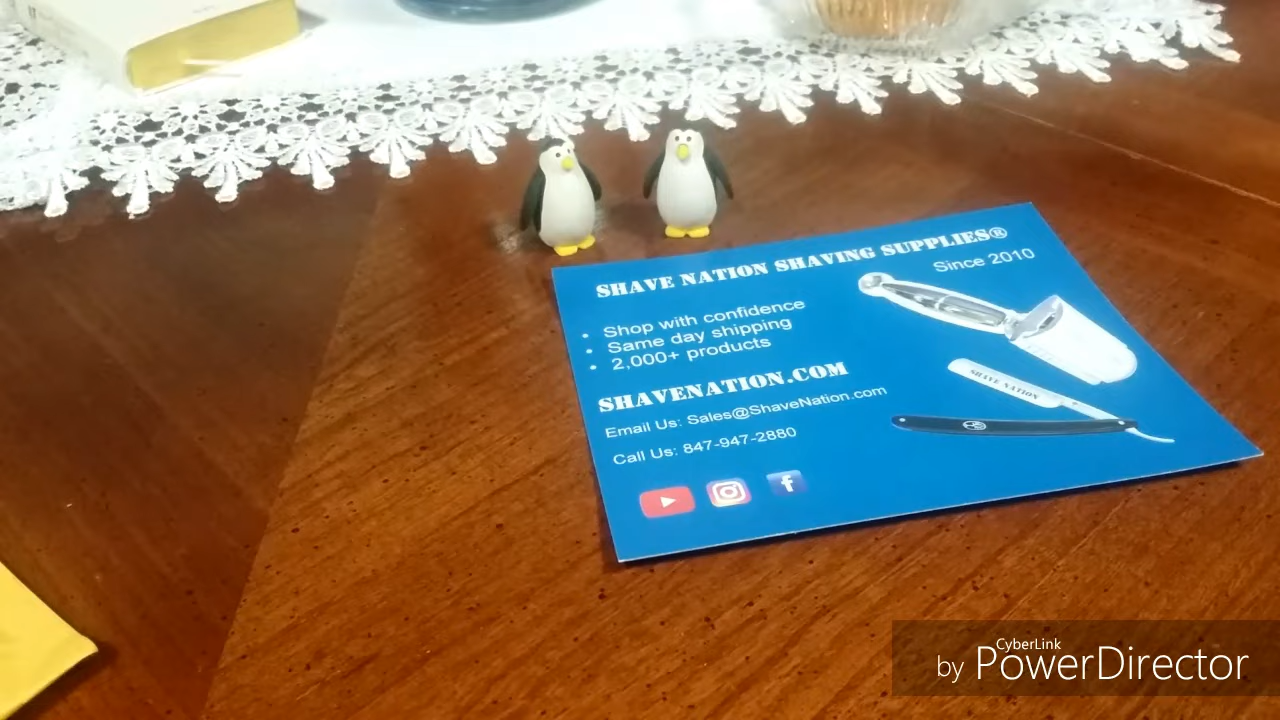 SHAVE NATION SHAVING SUPPLIES®
Since 2010
• Shop with confidence
• Same day shipping
• 2,000+ products
SHAVENATION.COM
Email Us: Sales@ShaveNation.com
Call Us: 847-947-2880
SHAVE NATION
CyberLink
by PowerDirector